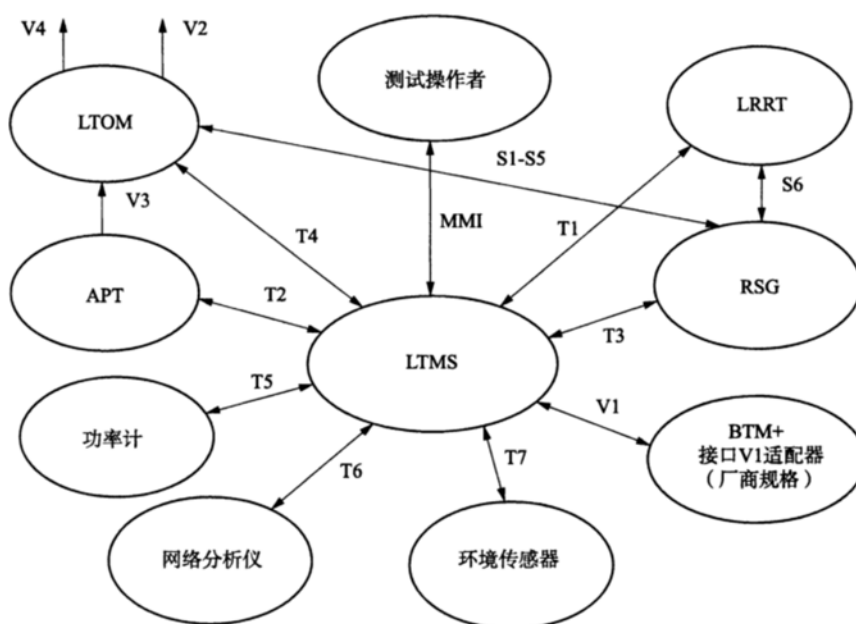 V4
V2
测试操作者
LTOM
LRRT
S1-S5
S6
V3
T4
MMI
T1
APT
T2
RSG
T3
LTMS
T5
V1
功率计
BTM+
接口V1适配器
（厂商规格）
T6
T7
网络分析仪
环境传感器